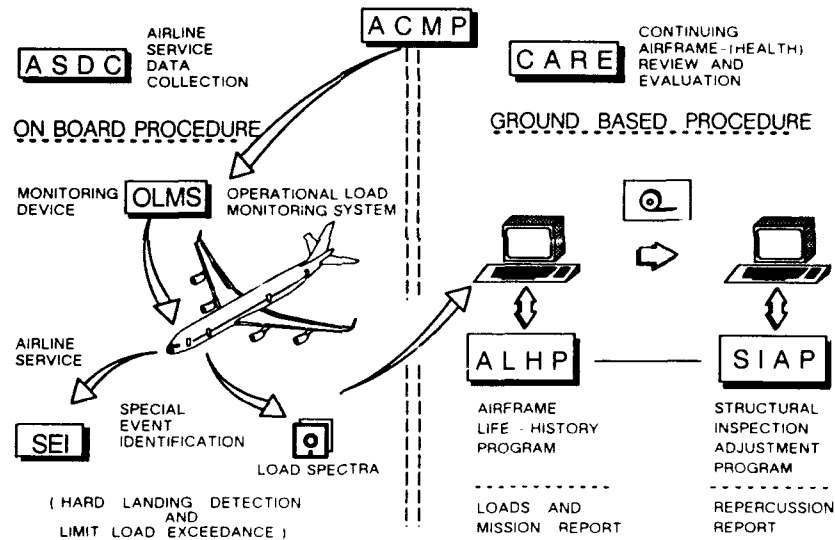 ACMP
ASDC
AIRLINE
SERVICE
DATA
COLLECTION
CARE
CONTINUING
AIRFRAME-(HEALTH)
REVIEW AND
EVALUATION
ON BOARD PROCEDURE
GROUND BASED PROCEDURE
MONITORING
DEVICE
OLMS
OPERATIONAL LOAD
MONITORING SYSTEM
AIRLINE
SERVICE
SEI
SPECIAL
EVENT
IDENTIFICATION
LOAD SPECTRA
( HARD LANDING DETECTION
AND
LIMIT LOAD EXCEEDANCE )
ALHP
AIRFRAME
LIFE - HISTORY
PROGRAM
LOADS AND
MISSION REPORT
SIAP
STRUCTURAL
INSPECTION
ADJUSTMENT
PROGRAM
REPERCUSSION
REPORT